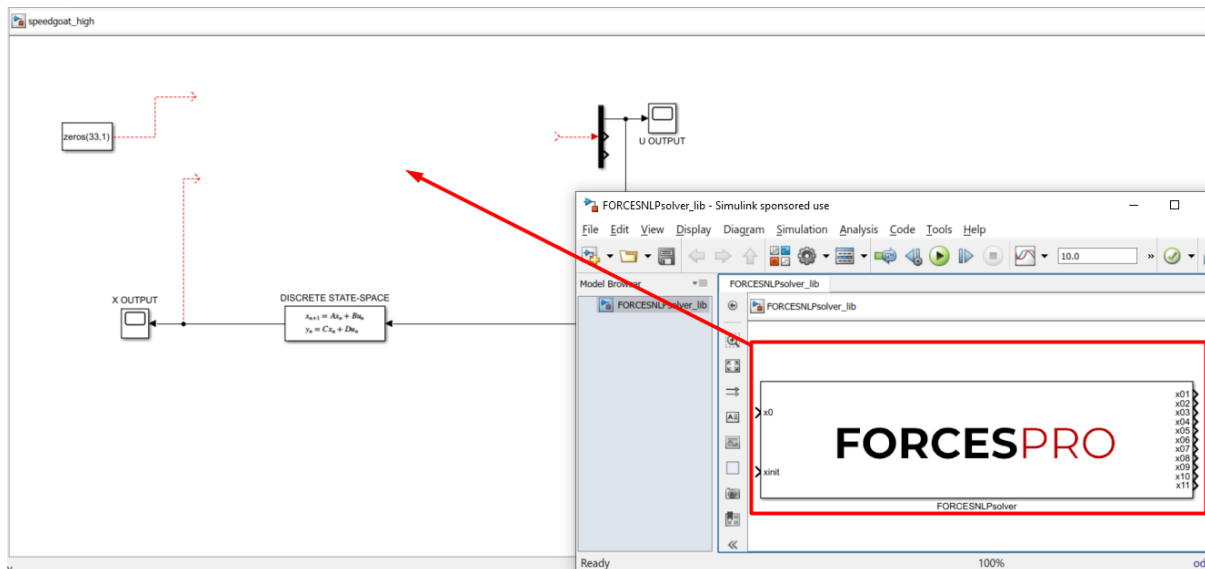 speedgoat_high
zeros(33,1)
U OUTPUT
X OUTPUT
DISCRETE STATE-SPACE
xₙ₊₁ = Axₙ + Buₙ
yₙ = Cxₙ + Duₙ
FORCESNLPsolver_lib - Simulink sponsored use
File Edit View Display Diagram Simulation Analysis Code Tools Help
10.0 »
Model Browser
FORCESNLPsolver_lib
FORCESNLPsolver_lib
FORCESNLPsolver_lib
x0
xinit
FORCESPRO
x01
x02
x03
x04
x05
x06
x07
x08
x09
x10
x11
FORCESNLPsolver
Ready 100% od